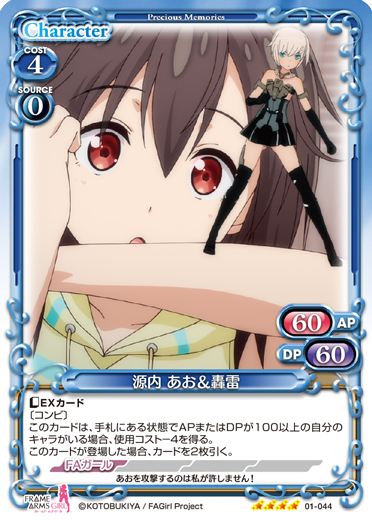 Precious Memories
Character
COST
4
SOURCE
0
60 AP
DP 60
源内 あお&轟雷
EXカード
[コンビ]
このカードは、手札にある状態でAPまたはDPが100以上の自分の
キャラがいる場合、使用コスト−4を得る。
このカードが登場した場合、カードを2枚引く。
FAガール
あおを攻撃するのは私が許しません!
FRAME
ARMS GIRL
©KOTOBUKIYA / FAGirl Project
01-044